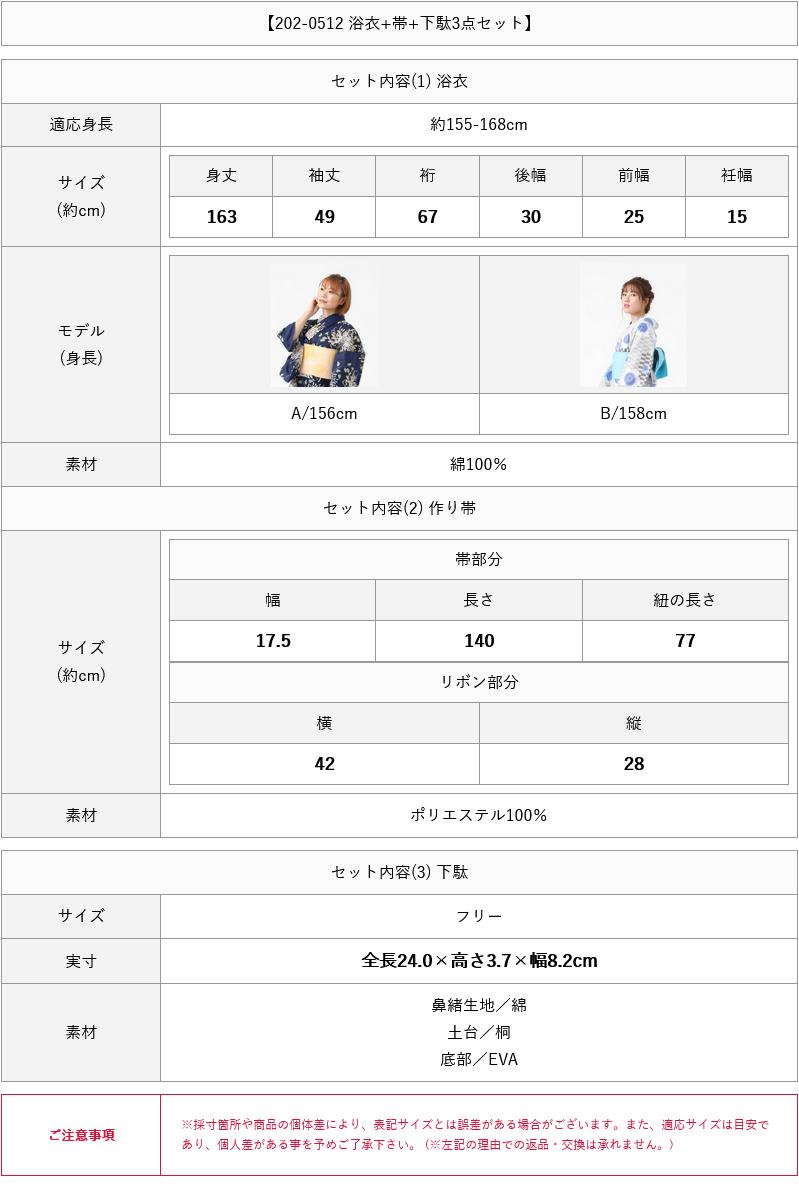 【202-0512 浴衣+帯+下駄3点セット】
セット内容(1) 浴衣
適応身長
約155-168cm
サイズ
(約cm)
身丈
袖丈
裄
後幅
前幅
衽幅
163
49
67
30
25
15
モデル
(身長)
A/156cm
B/158cm
素材
綿100%
セット内容(2) 作り帯
サイズ
(約cm)
帯部分
幅
長さ
紐の長さ
17.5
140
77
リボン部分
横
縦
42
28
素材
ポリエステル100%
セット内容(3) 下駄
サイズ
フリー
実寸
全長24.0×高さ3.7×幅8.2cm
素材
鼻緒生地／綿
土台／桐
底部／EVA
ご注意事項
※採寸箇所や商品の個体差により、表記サイズとは誤差がある場合がございます。また、適応サイズは目安で
あり、個人差がある事を予めご了承下さい。（※左記の理由での返品・交換は承れません。）